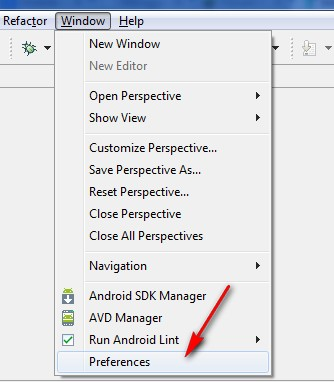 Refactor Window Help
New Window
New Editor
Open Perspective
Show View
Customize Perspective...
Save Perspective As...
Reset Perspective...
Close Perspective
Close All Perspectives
Navigation
Android SDK Manager
AVD Manager
Run Android Lint
Preferences